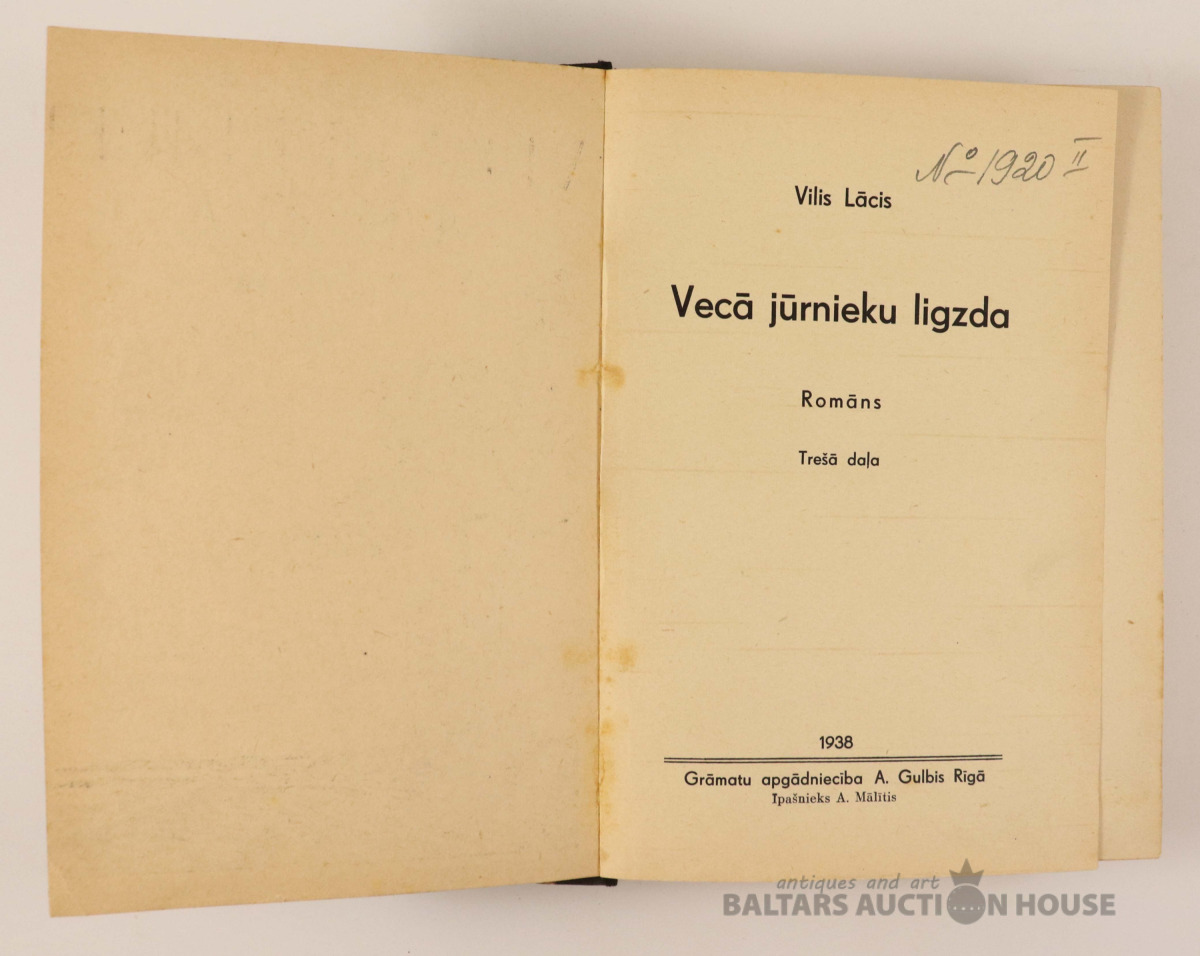 Nº 1920 II
Vilis Lācis
Vecā jūrnieku ligzda
Romāns
Trešā daļa
1938
Grāmatu apgādniecība A. Gulbis Rīgā
Īpašnieks A. Mālītis
antiques and art
BALTARS AUCTION HOUSE